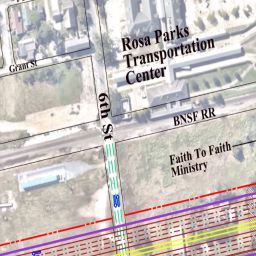 Rosa Parks
Transportation
Center
Grant St
6th St
BNSF RR
Faith To Faith
Ministry